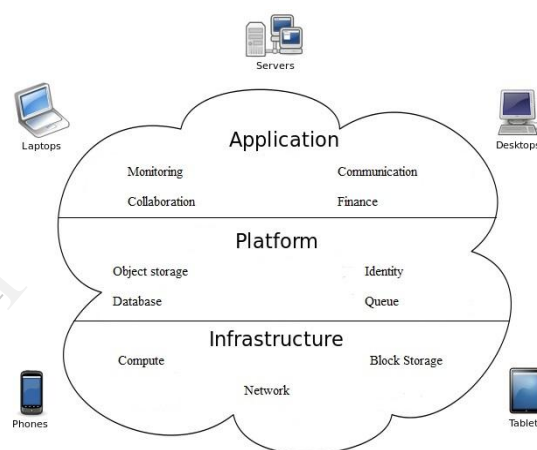 Servers
Laptops
Desktops
Application
Monitoring Communication
Collaboration Finance
Platform
Object storage Identity
Database Queue
Infrastructure
Compute Block Storage
Network
Phones
Tablet